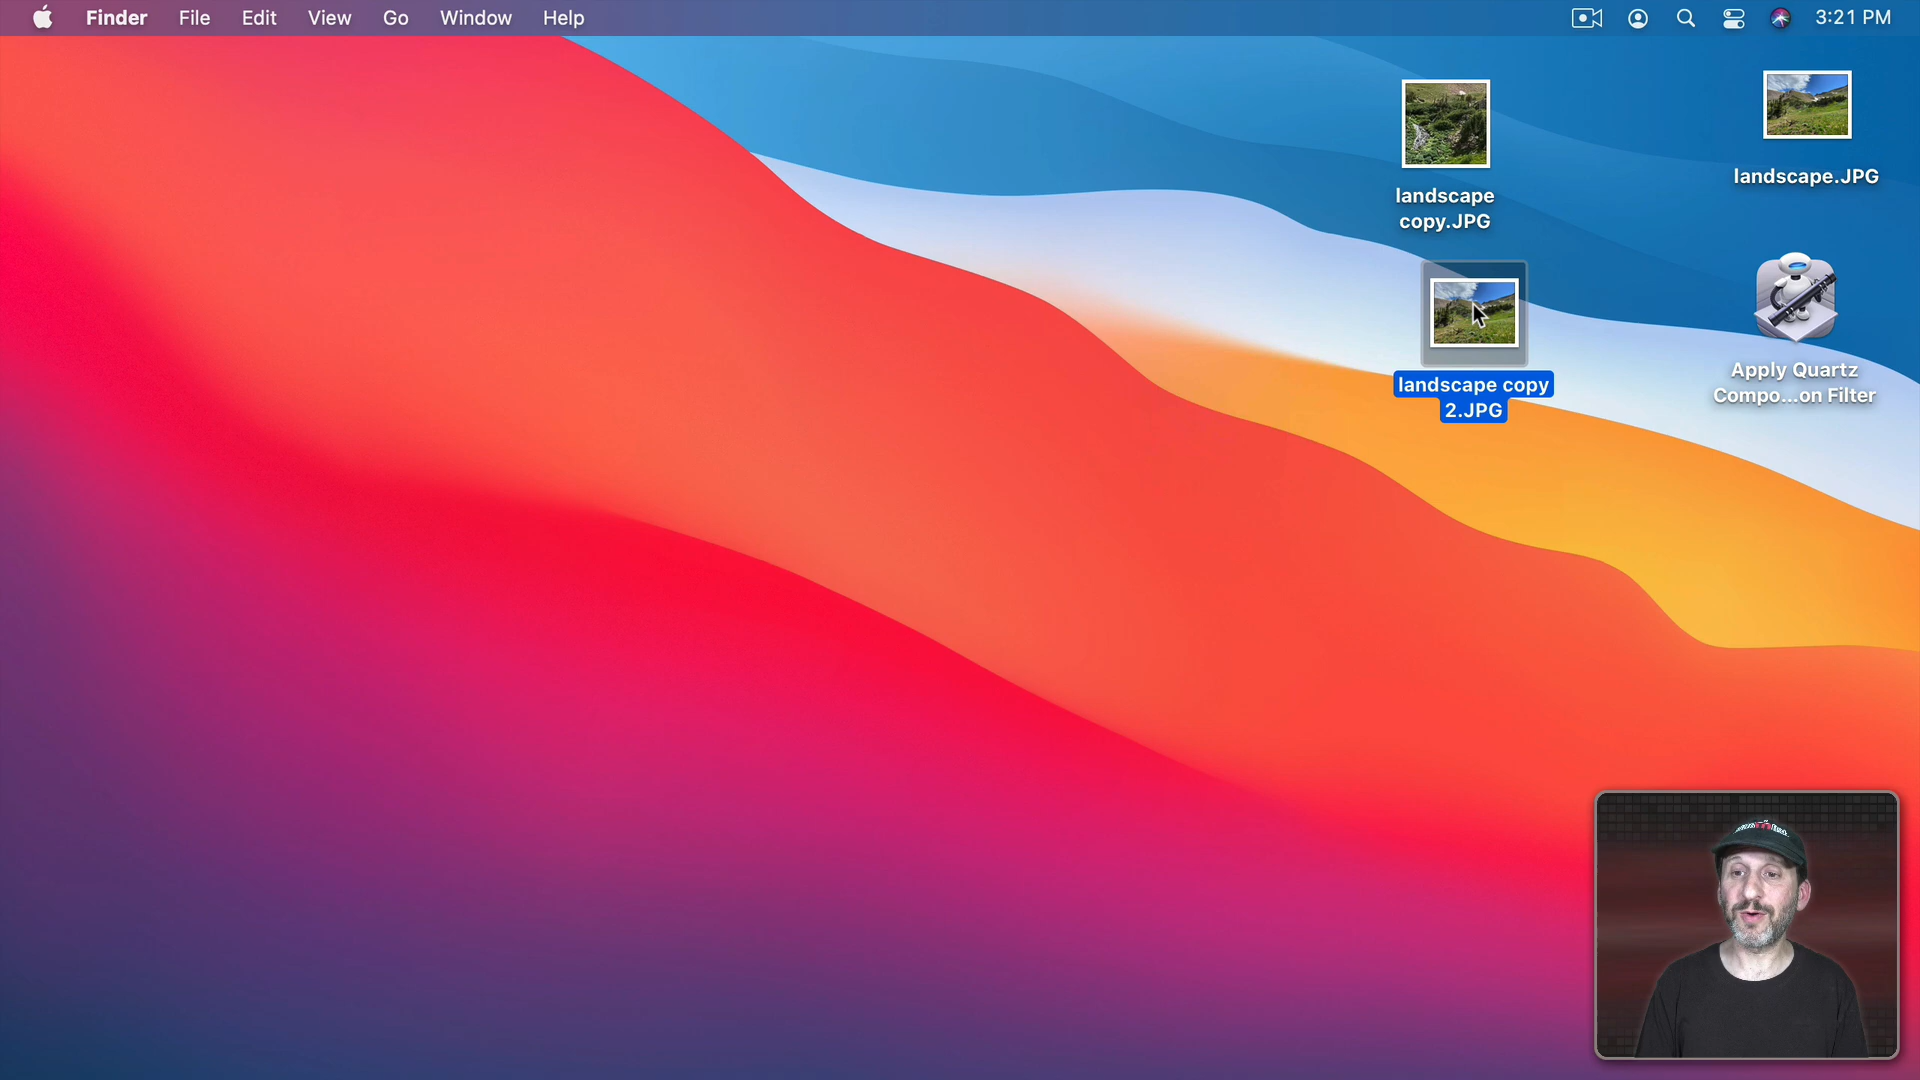 Finder File Edit View Go Window Help 3:21 PM
landscape
copy.JPG
landscape.JPG
landscape copy
2.JPG
Apply Quartz
Compo...on Filter